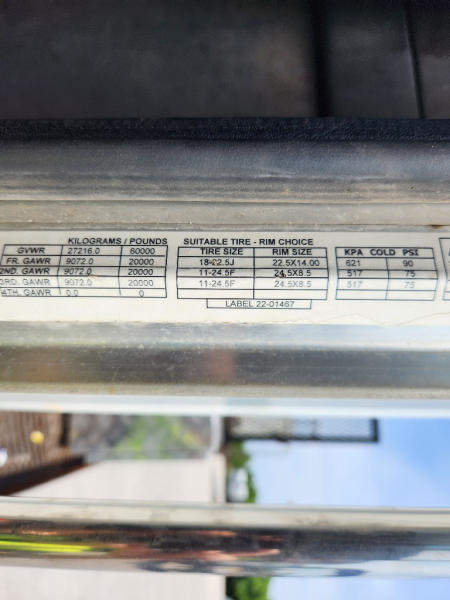 KILOGRAMS / POUNDS SUITABLE TIRE - RIM CHOICE
GVWR 27216.0 60000 TIRE SIZE RIM SIZE KPA COLD PSI
FR. GAWR 9072.0 20000 18-22.5J 22.5X14.00 621 90
2ND. GAWR 9072.0 20000 11-24.5F 24.5X8.5 517 75
3RD. GAWR 9072.0 20000 11-24.5F 24.5X8.5 517 75
4TH. GAWR 0.0 0
LABEL 22-01467